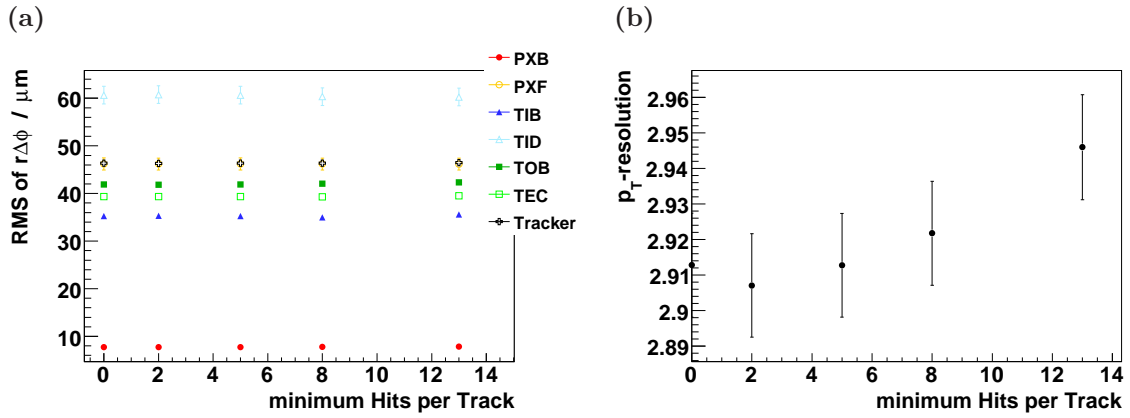 (a)
RMS of rΔϕ / μm
60
50
40
30
20
10
0 2 4 6 8 10 12 14
minimum Hits per Track
PXB
PXF
TIB
TID
TOB
TEC
Tracker
(b)
p_T-resolution
2.96
2.95
2.94
2.93
2.92
2.91
2.9
2.89
0 2 4 6 8 10 12 14
minimum Hits per Track